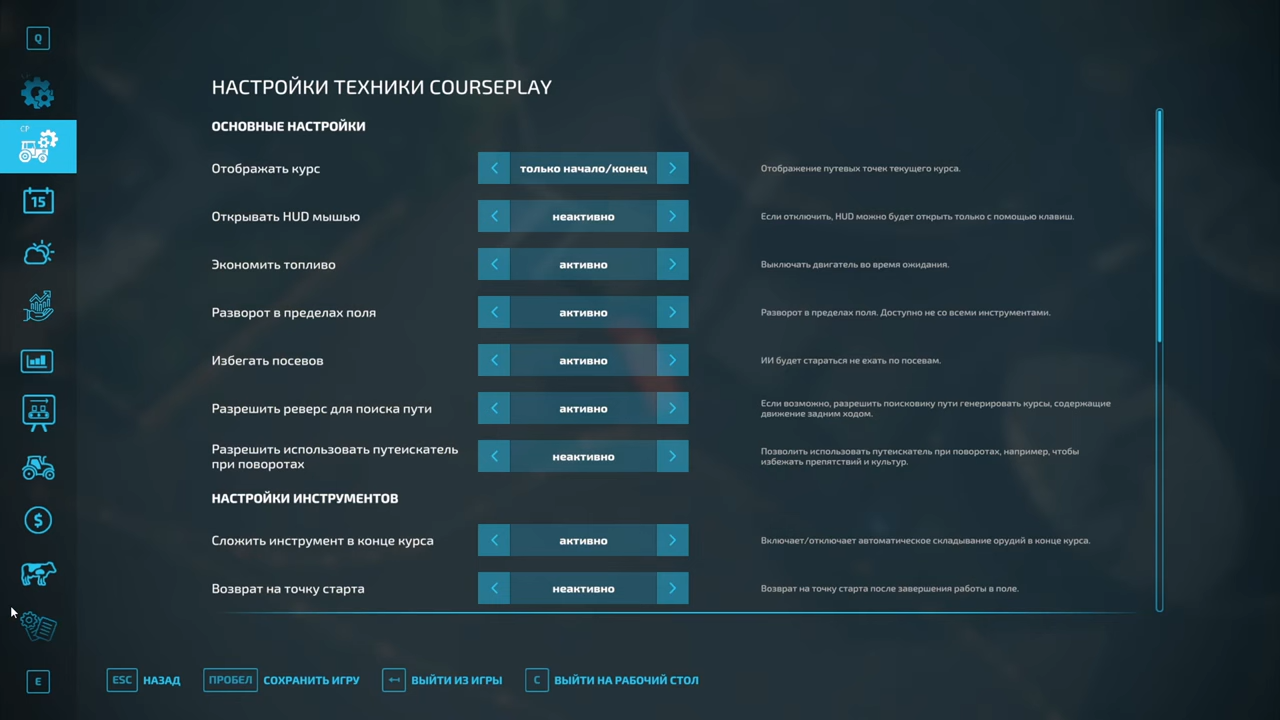 Q
CP
15
$
E
НАСТРОЙКИ ТЕХНИКИ COURSEPLAY
ОСНОВНЫЕ НАСТРОЙКИ
Отображать курс
только начало/конец
Отображение путевых точек текущего курса.
Открывать HUD мышью
неактивно
Если отключить, HUD можно будет открыть только с помощью клавиш.
Экономить топливо
активно
Выключать двигатель во время ожидания.
Разворот в пределах поля
активно
Разворот в пределах поля. Доступно не со всеми инструментами.
Избегать посевов
активно
ИИ будет стараться не ехать по посевам.
Разрешить реверс для поиска пути
активно
Если возможно, разрешить поисковику пути генерировать курсы, содержащие
движение задним ходом.
Разрешить использовать путеискатель
при поворотах
неактивно
Позволить использовать путеискатель при поворотах, например, чтобы
избежать препятствий и культур.
НАСТРОЙКИ ИНСТРУМЕНТОВ
Сложить инструмент в конце курса
активно
Включает/отключает автоматическое складывание орудий в конце курса.
Возврат на точку старта
неактивно
Возврат на точку старта после завершения работы в поле.
ESC НАЗАД
ПРОБЕЛ СОХРАНИТЬ ИГРУ
ВЫЙТИ ИЗ ИГРЫ
C ВЫЙТИ НА РАБОЧИЙ СТОЛ